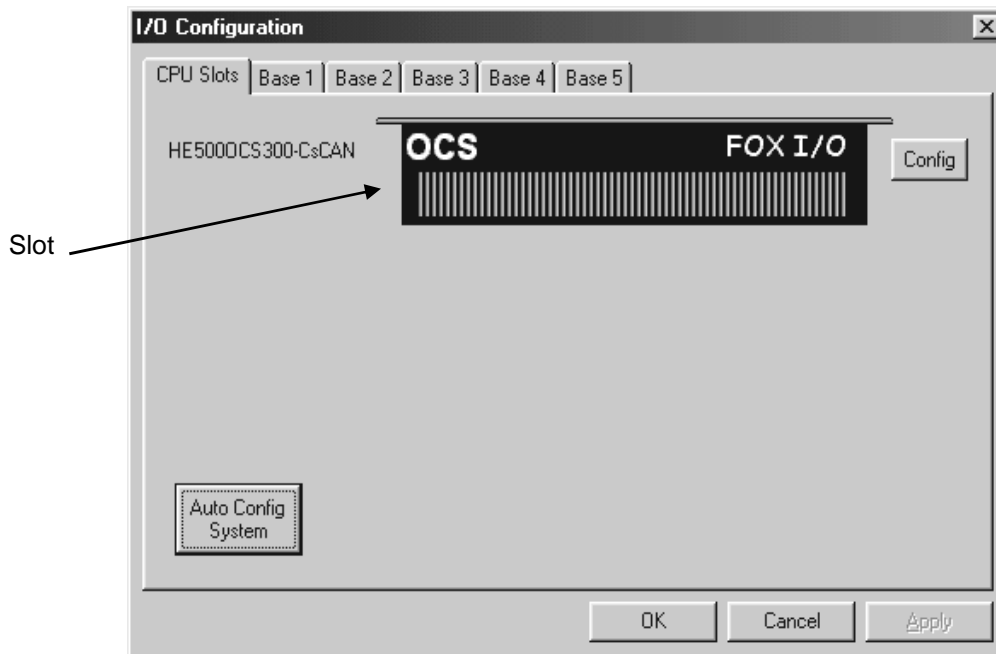 I/O Configuration
CPU Slots Base 1 Base 2 Base 3 Base 4 Base 5
HE500OCS300-CsCAN
OCS FOX I/O
Config
Slot
Auto Config
System
OK Cancel Apply